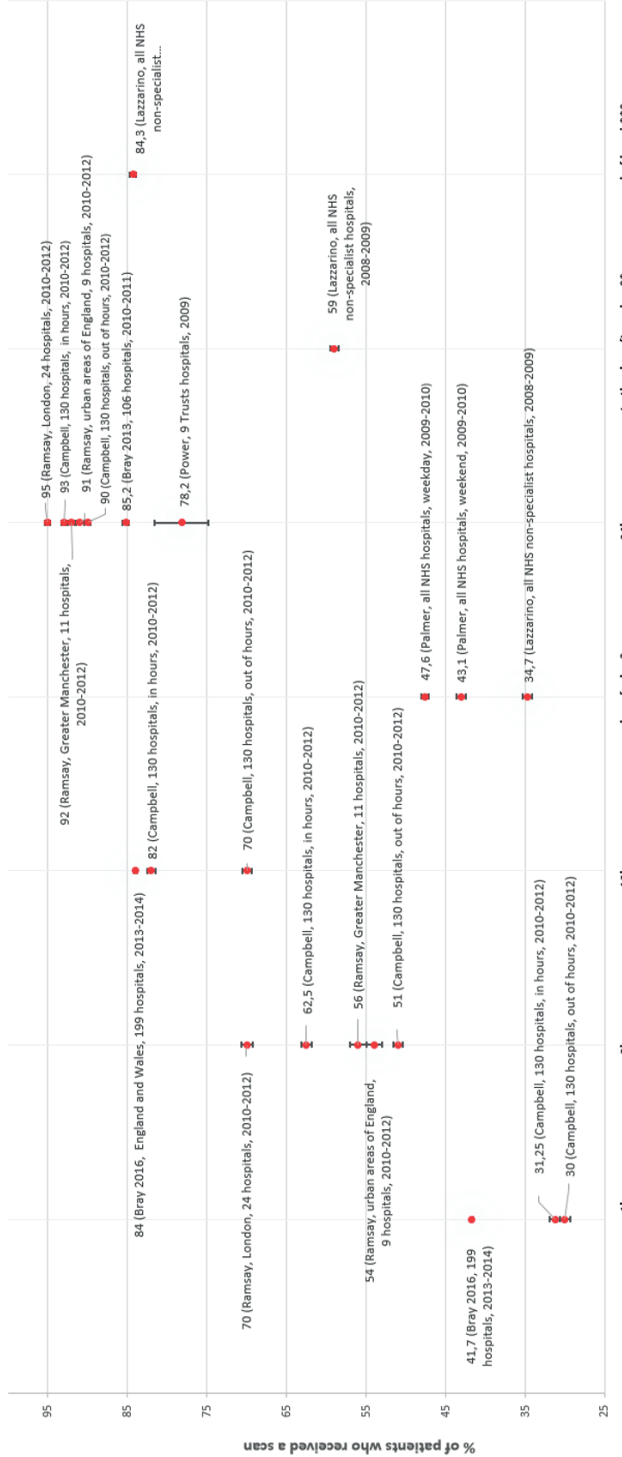 % of patients who received a scan
95
85
75
65
55
45
35
25
41,7 (Bray 2016, 199
hospitals, 2013-2014)
31,25 (Campbell, 130 hospitals, in hours, 2010-2012)
30 (Campbell, 130 hospitals, out of hours, 2010-2012)
70 (Ramsay, London, 24 hospitals, 2010-2012)
62,5 (Campbell, 130 hospitals, in hours, 2010-2012)
56 (Ramsay, Greater Manchester, 11 hospitals, 2010-2012)
54 (Ramsay, urban areas of England,
9 hospitals, 2010-2012)
51 (Campbell, 130 hospitals, out of hours, 2010-2012)
84 (Bray 2016, England and Wales, 199 hospitals, 2013-2014)
82 (Campbell, 130 hospitals, in hours, 2010-2012)
70 (Campbell, 130 hospitals, out of hours, 2010-2012)
47,6 (Palmer, all NHS hospitals, weekday, 2009-2010)
43,1 (Palmer, all NHS hospitals, weekend, 2009-2010)
34,7 (Lazzarino, all NHS non-specialist hospitals, 2008-2009)
95 (Ramsay, London, 24 hospitals, 2010-2012)
93 (Campbell, 130 hospitals, in hours, 2010-2012)
92 (Ramsay, Greater Manchester, 11 hospitals,
2010-2012)
91 (Ramsay, urban areas of England, 9 hospitals, 2010-2012)
90 (Campbell, 130 hospitals, out of hours, 2010-2012)
85,2 (Bray 2013, 106 hospitals, 2010-2011)
78,2 (Power, 9 Trusts hospitals, 2009)
59 (Lazzarino, all NHS
non-specialist hospitals,
2008-2009)
84,3 (Lazzarino, all NHS
non-specialist...